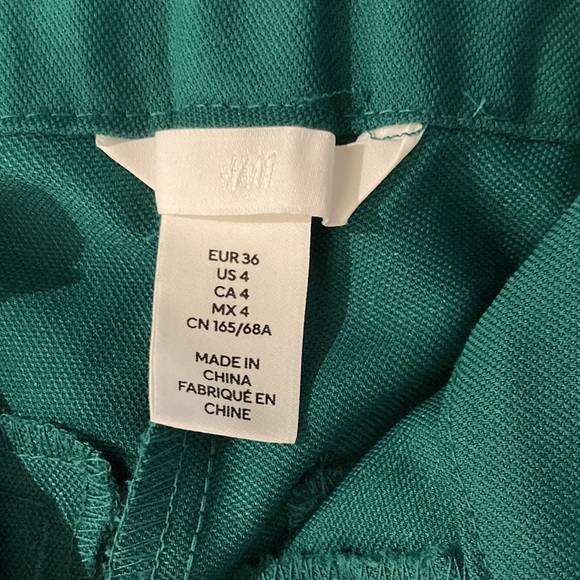 H&M
EUR 36
US 4
CA 4
MX 4
CN 165/68A
MADE IN
CHINA
FABRIQUÉ EN
CHINE